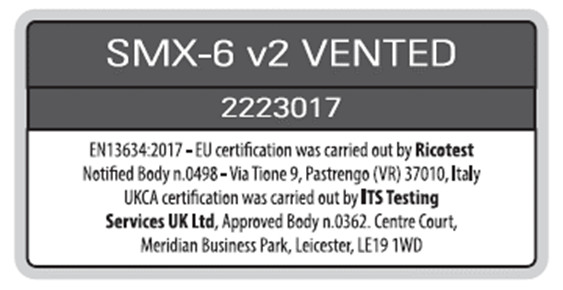 SMX-6 v2 VENTED
2223017
EN13634:2017 – EU certification was carried out by Ricotest
Notified Body n.0498 – Via Tione 9, Pastrengo (VR) 37010, Italy
UKCA certification was carried out by ITS Testing
Services UK Ltd, Approved Body n.0362. Centre Court,
Meridian Business Park, Leicester, LE19 1WD